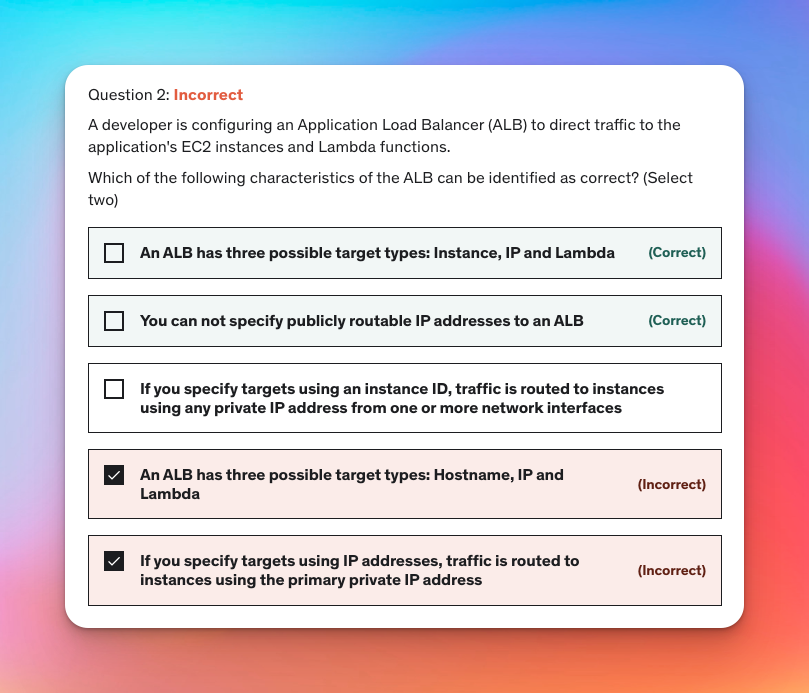 Question 2: Incorrect
A developer is configuring an Application Load Balancer (ALB) to direct traffic to the
application's EC2 instances and Lambda functions.
Which of the following characteristics of the ALB can be identified as correct? (Select
two)
An ALB has three possible target types: Instance, IP and Lambda (Correct)
You can not specify publicly routable IP addresses to an ALB (Correct)
If you specify targets using an instance ID, traffic is routed to instances
using any private IP address from one or more network interfaces
An ALB has three possible target types: Hostname, IP and
Lambda
(Incorrect)
If you specify targets using IP addresses, traffic is routed to
instances using the primary private IP address
(Incorrect)